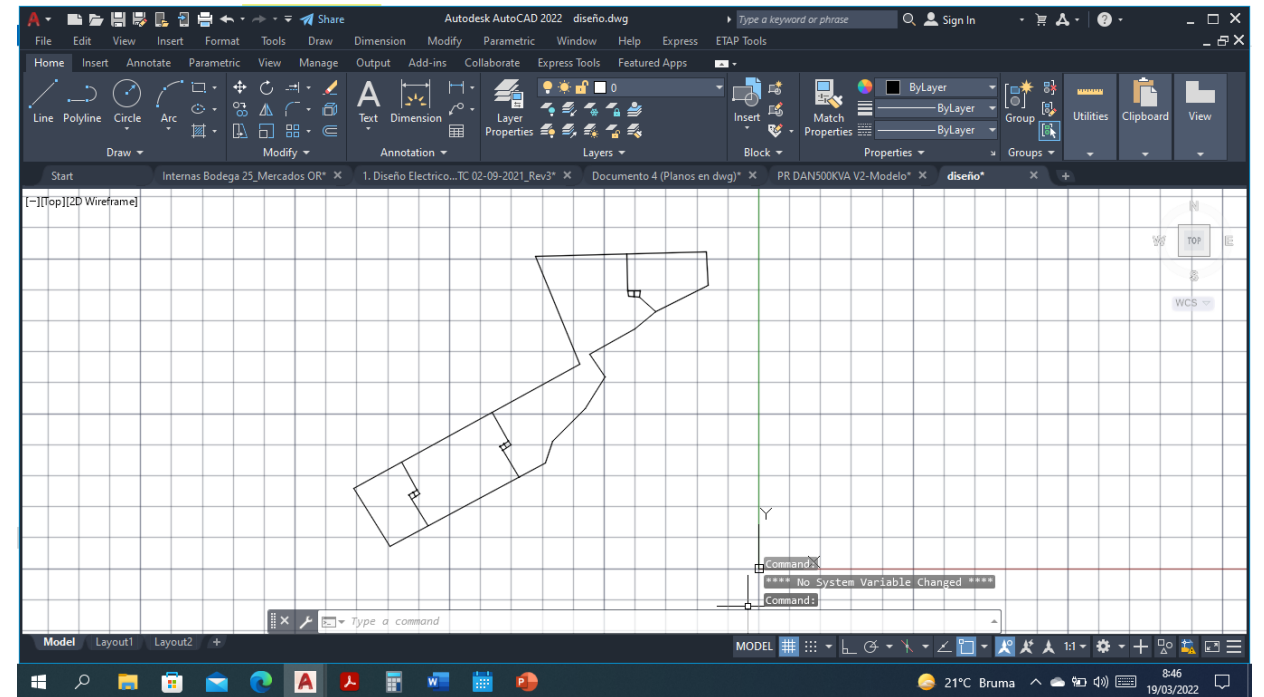 A Share Autodesk AutoCAD 2022 diseño.dwg Type a keyword or phrase Sign In
File Edit View Insert Format Tools Draw Dimension Modify Parametric Window Help Express ETAP Tools
Home Insert Annotate Parametric View Manage Output Add-ins Collaborate Express Tools Featured Apps
0 ByLayer
Line Polyline Circle Arc A Text Dimension Layer Properties Insert Match Properties ByLayer Group Utilities Clipboard View
ByLayer
Draw Modify Annotation Layers Block Properties Groups
Start Internas Bodega 25_Mercados OR* 1. Diseño Electrico...TC 02-09-2021_Rev3* Documento 4 (Planos en dwg)* PR DAN500KVA V2-Modelo* diseño*
[−][Top][2D Wireframe]
N
W TOP E
S
WCS
Y
X
Command:
**** No System Variable Changed ****
Command:
Type a command
Model Layout1 Layout2 + MODEL 1:1
A W P 21°C Bruma 8:46
19/03/2022